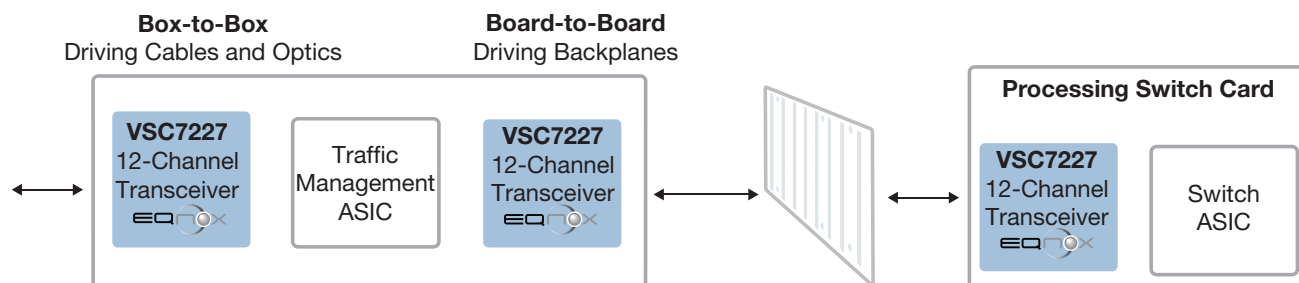 Box-to-Box
Driving Cables and Optics
Board-to-Board
Driving Backplanes
VSC7227
12-Channel
Transceiver
EQNOX
Traffic
Management
ASIC
VSC7227
12-Channel
Transceiver
EQNOX
Processing Switch Card
VSC7227
12-Channel
Transceiver
EQNOX
Switch
ASIC